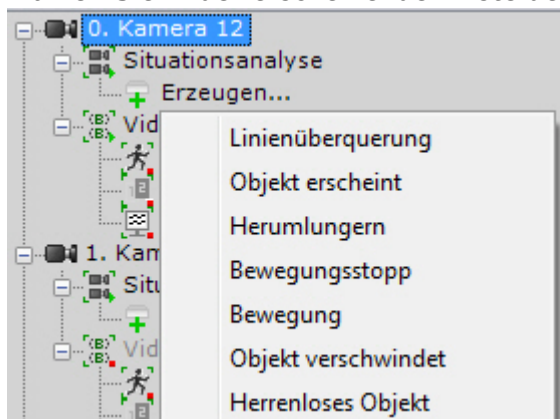 0. Kamera 12
Situationsanalyse
Erzeugen...
Vid
Linienüberquerung
Objekt erscheint
Herumlungern
1. Kam
Bewegungsstopp
Situ
Bewegung
Vid
Objekt verschwindet
Herrenloses Objekt